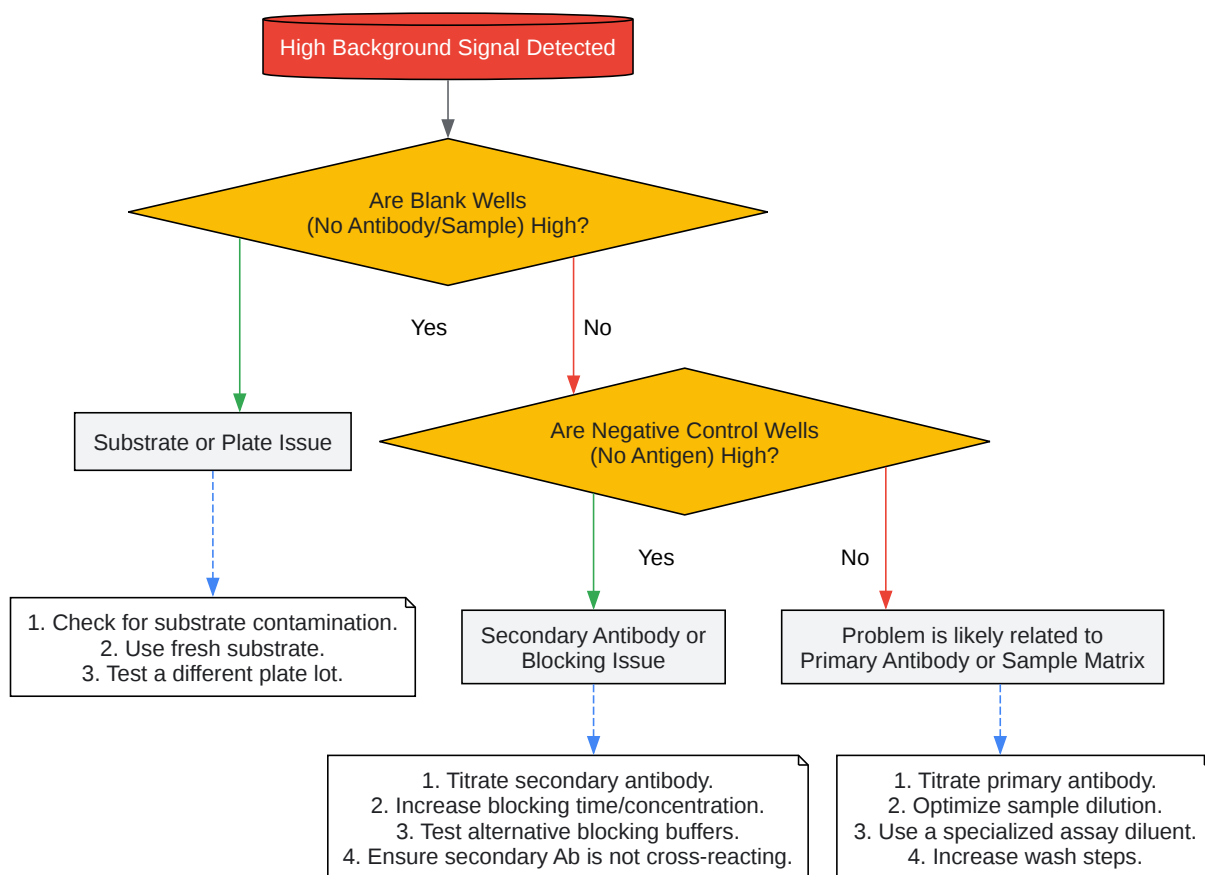 High Background Signal Detected
Are Blank Wells
(No Antibody/Sample) High?
Yes
No
Substrate or Plate Issue
Are Negative Control Wells
(No Antigen) High?
Yes
No
1. Check for substrate contamination.
2. Use fresh substrate.
3. Test a different plate lot.
Secondary Antibody or
Blocking Issue
Problem is likely related to
Primary Antibody or Sample Matrix
1. Titrate secondary antibody.
2. Increase blocking time/concentration.
3. Test alternative blocking buffers.
4. Ensure secondary Ab is not cross-reacting.
1. Titrate primary antibody.
2. Optimize sample dilution.
3. Use a specialized assay diluent.
4. Increase wash steps.